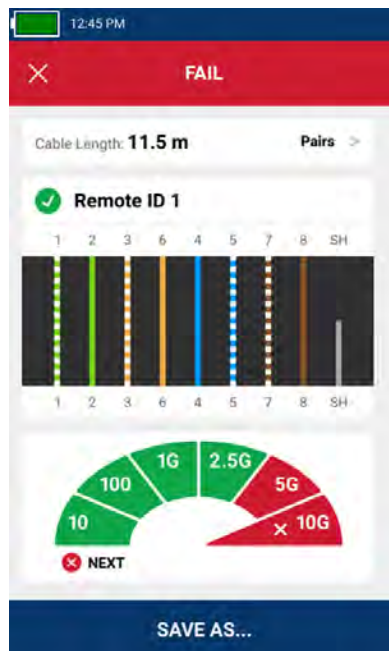 12:45 PM
FAIL
Cable Length: 11.5 m Pairs >
Remote ID 1
1 2 3 6 4 5 7 8 SH
1 2 3 6 4 5 7 8 SH
10 100 1G 2.5G 5G 10G
NEXT
SAVE AS...